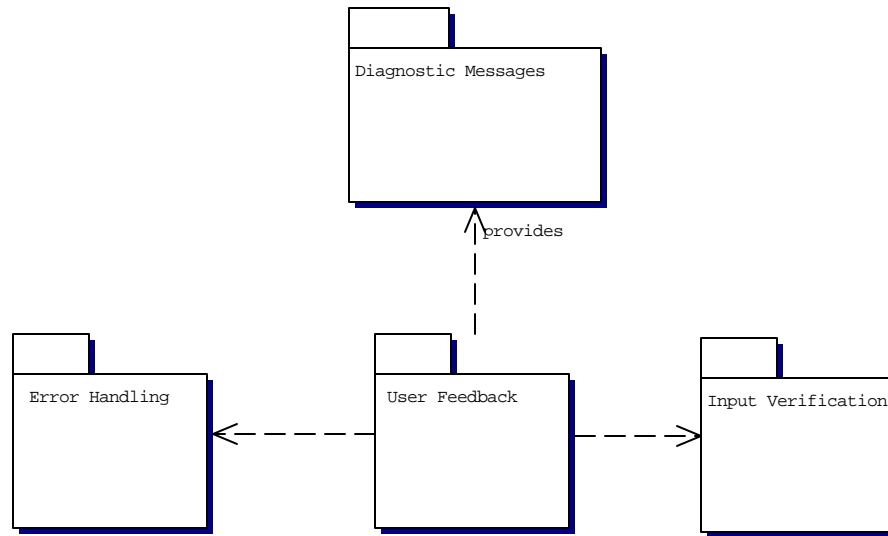 Diagnostic Messages
provides
Error Handling
User Feedback
Input Verification